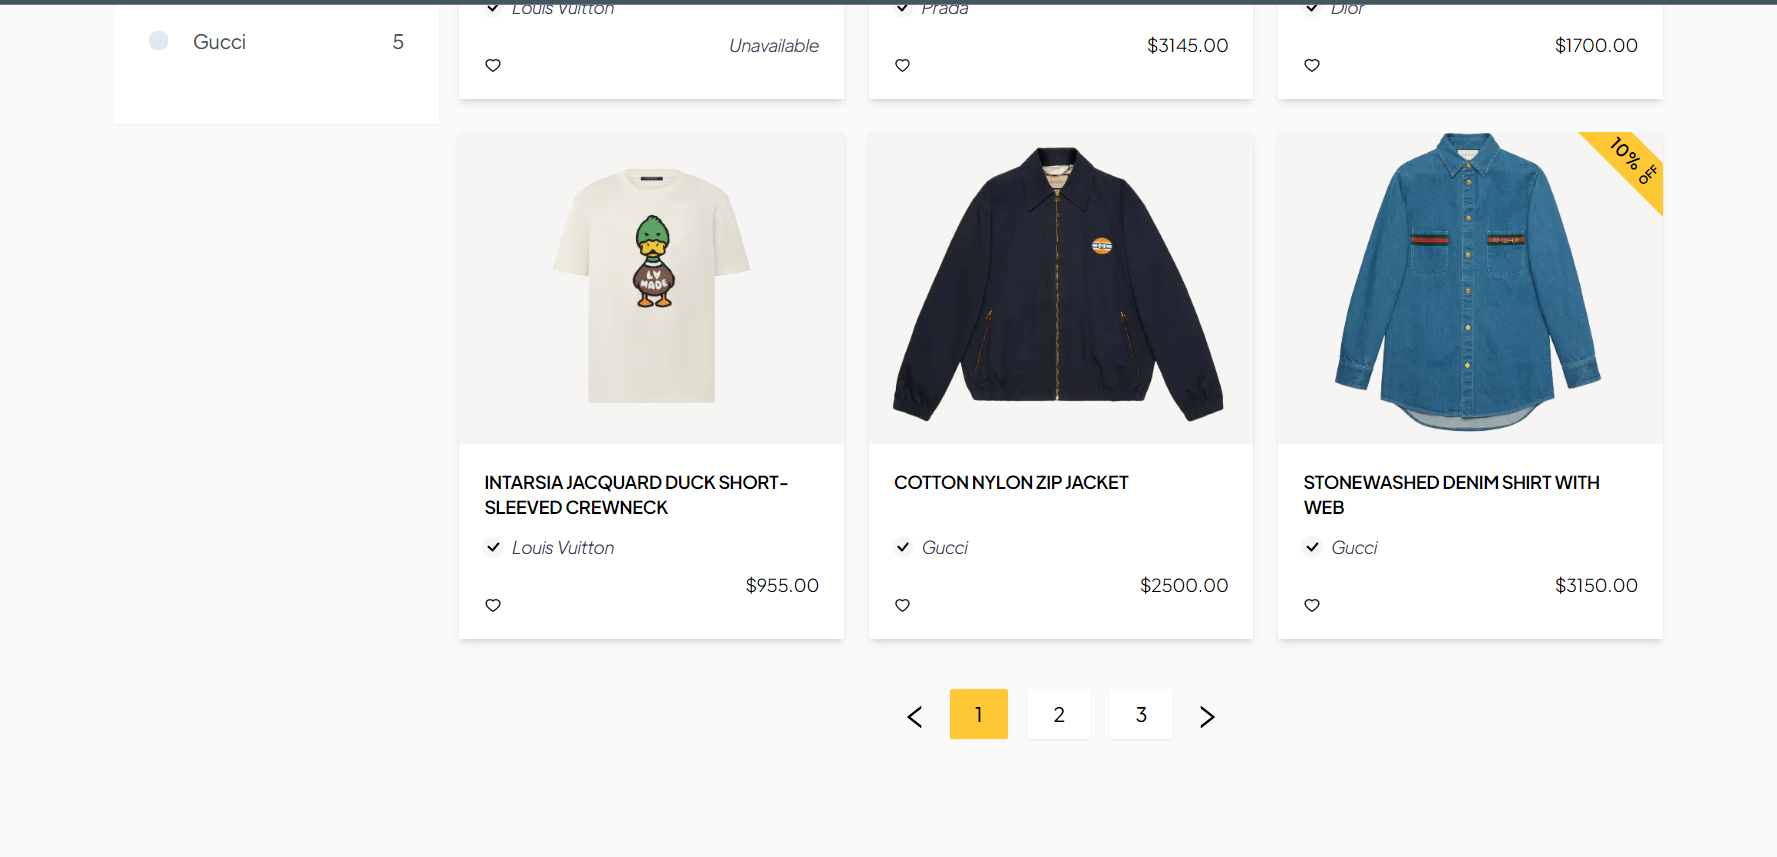 Louis Vuitton
Prada
Dior
Gucci 5
Unavailable
$3145.00
$1700.00
LV
MADE
10%
OFF
INTARSIA JACQUARD DUCK SHORT-
SLEEVED CREWNECK
Louis Vuitton
$955.00
COTTON NYLON ZIP JACKET
Gucci
$2500.00
STONEWASHED DENIM SHIRT WITH
WEB
Gucci
$3150.00
< 1 2 3 >